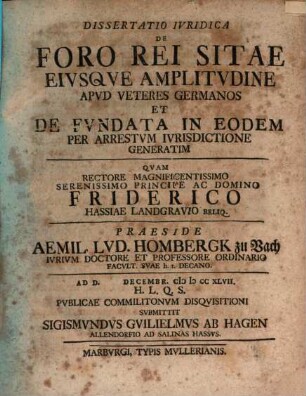 DISSERTATIO IVRIDICA
DE
FORO REI SITAE
EIVSQVE AMPLITVDINE
APVD VETERES GERMANOS
ET
DE FVNDATA IN EODEM
PER ARRESTVM IVRISDICTIONE
GENERATIM
QVAM
RECTORE MAGNIFICENTISSIMO
SERENISSIMO PRINCIPE AC DOMINO
FRIDERICO
HASSIAE LANDGRAVIO RELIQ.
PRAESIDE
AEMIL. LVD. HOMBERGK zu Vach
IVRIVM DOCTORE ET PROFESSORE ORDINARIO
FACVLT. SVAE h. t. DECANO.
AD D. DECEMBR. cIↄ Iↄ CC XLVII.
H. L. Q. S.
PVBLICAE COMMILITONVM DISQVISITIONI
SVBMITTIT
SIGISMVNDVS GVILIELMVS AB HAGEN
ALLENDORFIO AD SALINAS HASSVS.
MARBVRGI, TYPIS MVLLERIANIS.